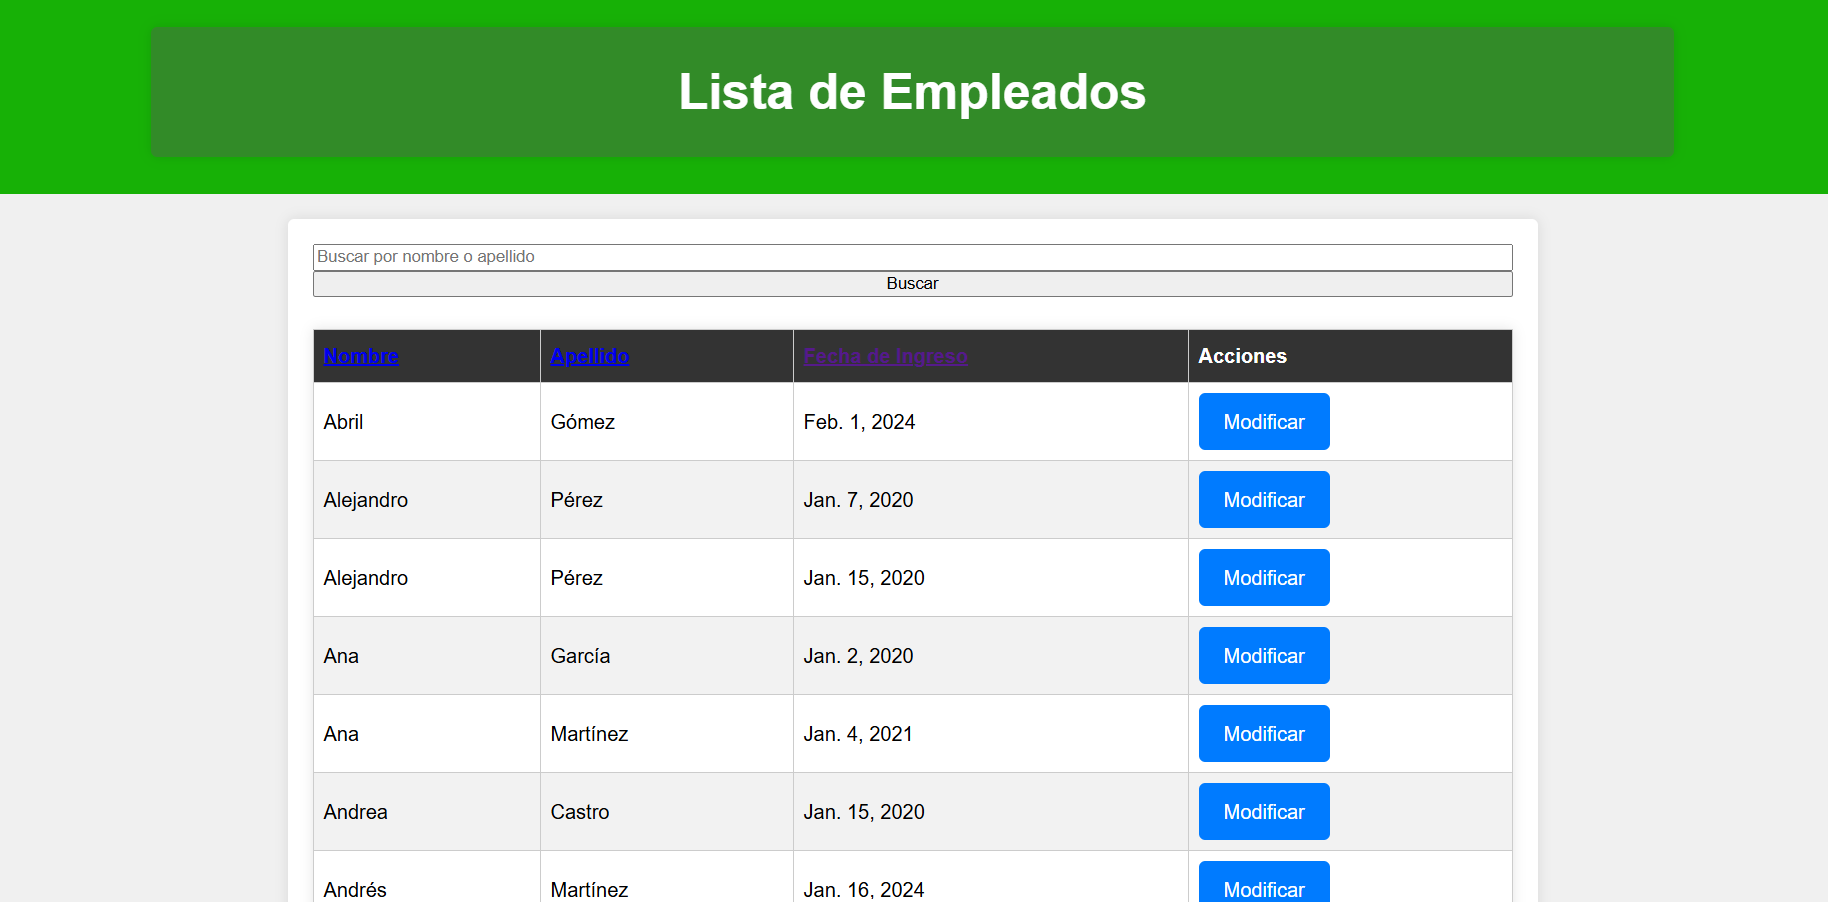 Lista de Empleados
Buscar por nombre o apellido
Buscar
Nombre Apellido Fecha de Ingreso Acciones
Abril Gómez Feb. 1, 2024 Modificar
Alejandro Pérez Jan. 7, 2020 Modificar
Alejandro Pérez Jan. 15, 2020 Modificar
Ana García Jan. 2, 2020 Modificar
Ana Martínez Jan. 4, 2021 Modificar
Andrea Castro Jan. 15, 2020 Modificar
Andrés Martínez Jan. 16, 2024 Modificar